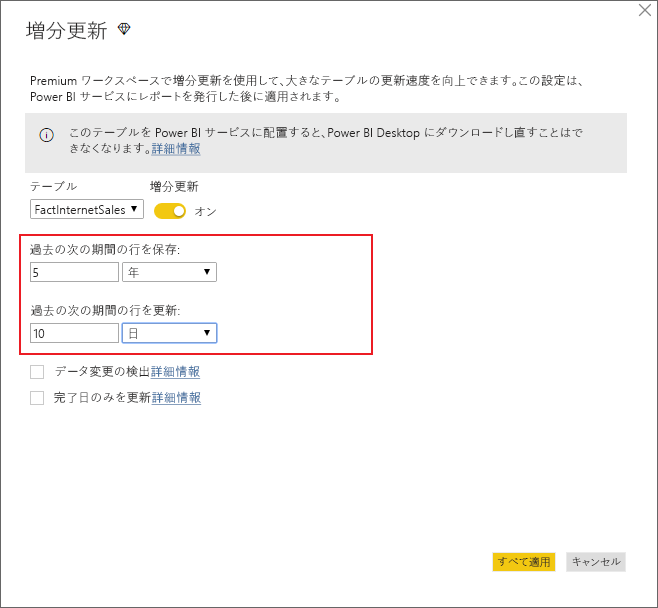 増分更新
Premium ワークスペースで増分更新を使用して、大きなテーブルの更新速度を向上できます。この設定は、
Power BI サービスにレポートを発行した後に適用されます。
このテーブルを Power BI サービスに配置すると、Power BI Desktop にダウンロードし直すことはで
きなくなります。詳細情報
テーブル 増分更新
FactInternetSales オン
過去の次の期間の行を保存:
5 年
過去の次の期間の行を更新:
10 日
データ変更の検出詳細情報
完了日のみを更新詳細情報
すべて適用 キャンセル